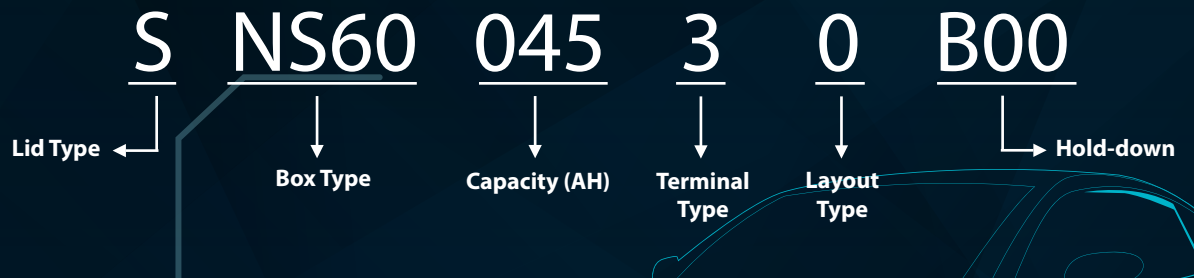 S NS60 045 3 0 B00
Lid Type
Box Type
Capacity (AH)
Terminal
Type
Layout
Type
Hold-down